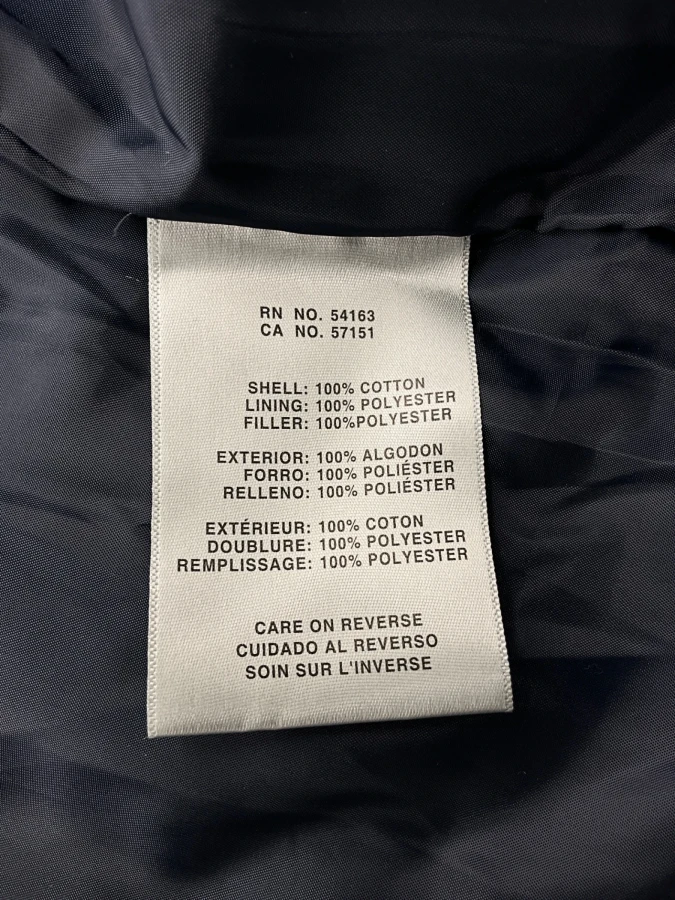 RN NO. 54163
CA NO. 57151
SHELL: 100% COTTON
LINING: 100% POLYESTER
FILLER: 100%POLYESTER
EXTERIOR: 100% ALGODON
FORRO: 100% POLIÉSTER
RELLENO: 100% POLIÉSTER
EXTÉRIEUR: 100% COTON
DOUBLURE: 100% POLYESTER
REMPLISSAGE: 100% POLYESTER
CARE ON REVERSE
CUIDADO AL REVERSO
SOIN SUR L'INVERSE